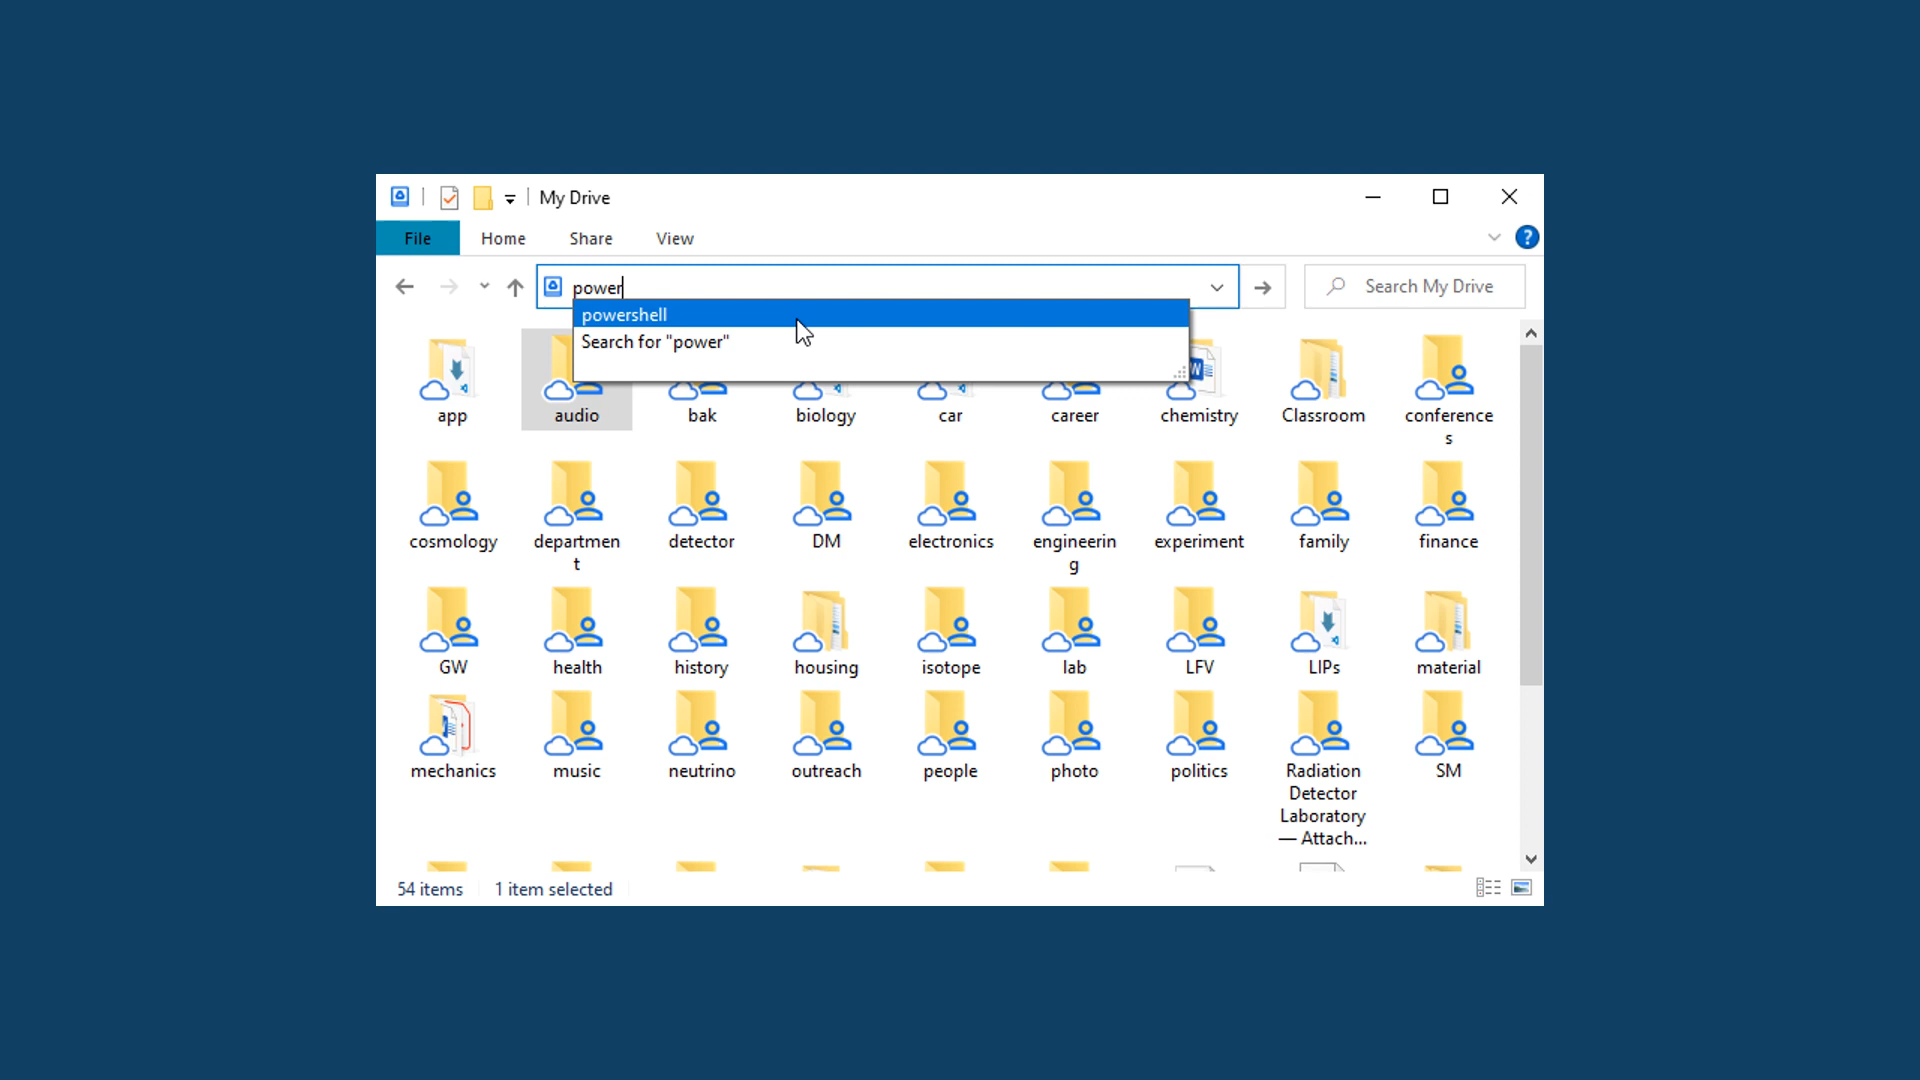 My Drive
File Home Share View
?
power
Search My Drive
powershell
Search for "power"
W
app audio bak biology car career chemistry Classroom conference
s
cosmology departmen detector DM electronics engineerin experiment family finance
t g
GW health history housing isotope lab LFV LIPs material
mechanics music neutrino outreach people photo politics Radiation SM
Detector
Laboratory
— Attach...
54 items 1 item selected